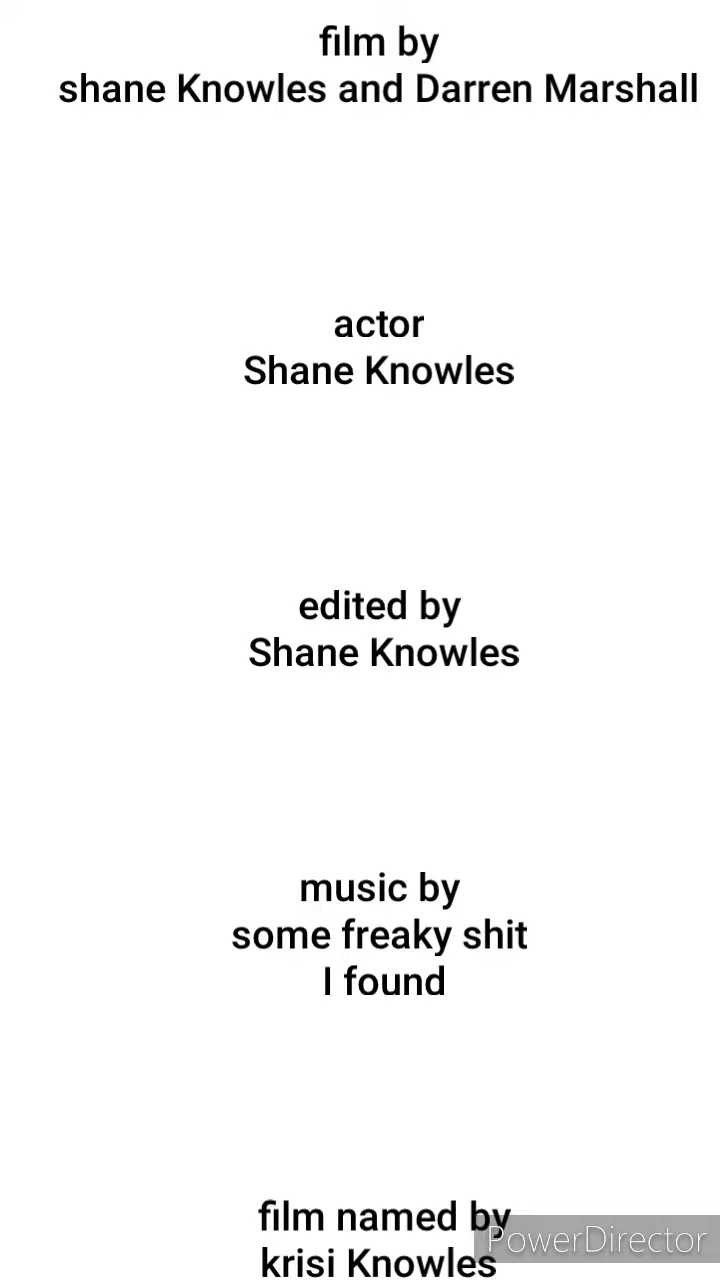 film by
shane Knowles and Darren Marshall
actor
Shane Knowles
edited by
Shane Knowles
music by
some freaky shit
I found
film named by
krisi Knowles
PowerDirector